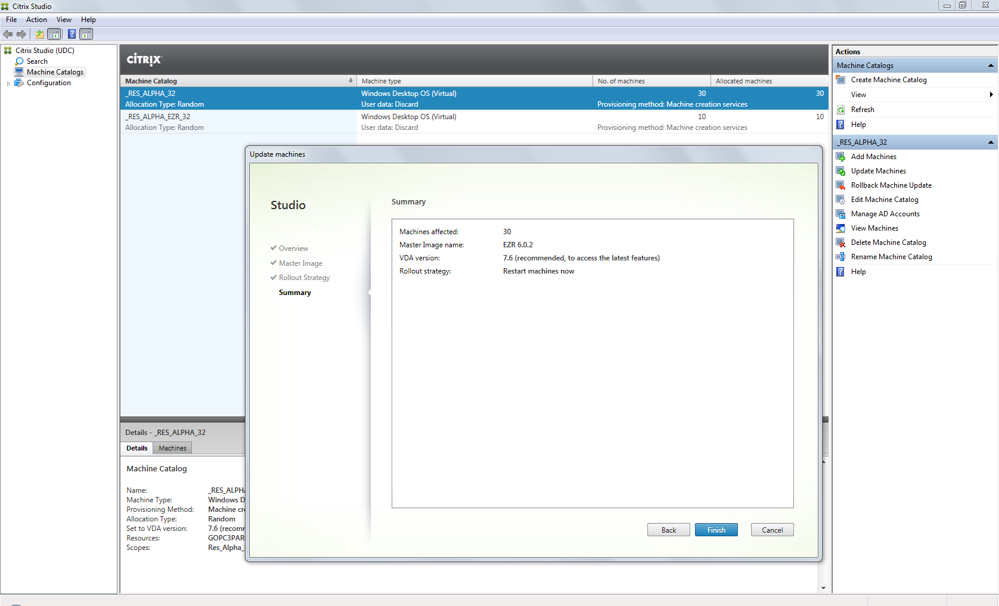 Citrix Studio
File Action View Help
Citrix Studio (UDC)
Search
Machine Catalogs
Configuration
CITRIX
Machine Catalog Machine type No. of machines Allocated machines
_RES_ALPHA_32 Windows Desktop OS (Virtual) 30 30
Allocation Type: Random User data: Discard Provisioning method: Machine creation services
_RES_ALPHA_EZR_32 Windows Desktop OS (Virtual) 10 10
Allocation Type: Random User data: Discard Provisioning method: Machine creation services
Update machines
Studio
Overview
Master Image
Rollout Strategy
Summary
Summary
Machines affected: 30
Master Image name: EZR 6.0.2
VDA version: 7.6 (recommended, to access the latest features)
Rollout strategy: Restart machines now
Back Finish Cancel
Details - _RES_ALPHA_32
Details Machines
Machine Catalog
Name: _RES_ALPHA
Machine Type: Windows D
Provisioning Method: Machine cre
Allocation Type: Random
Set to VDA version: 7.6 (recomm
Resources: GOPC3PAR
Scopes: Res_Alpha_
Actions
Machine Catalogs
Create Machine Catalog
View
Refresh
Help
_RES_ALPHA_32
Add Machines
Update Machines
Rollback Machine Update
Edit Machine Catalog
Manage AD Accounts
View Machines
Delete Machine Catalog
Rename Machine Catalog
Help